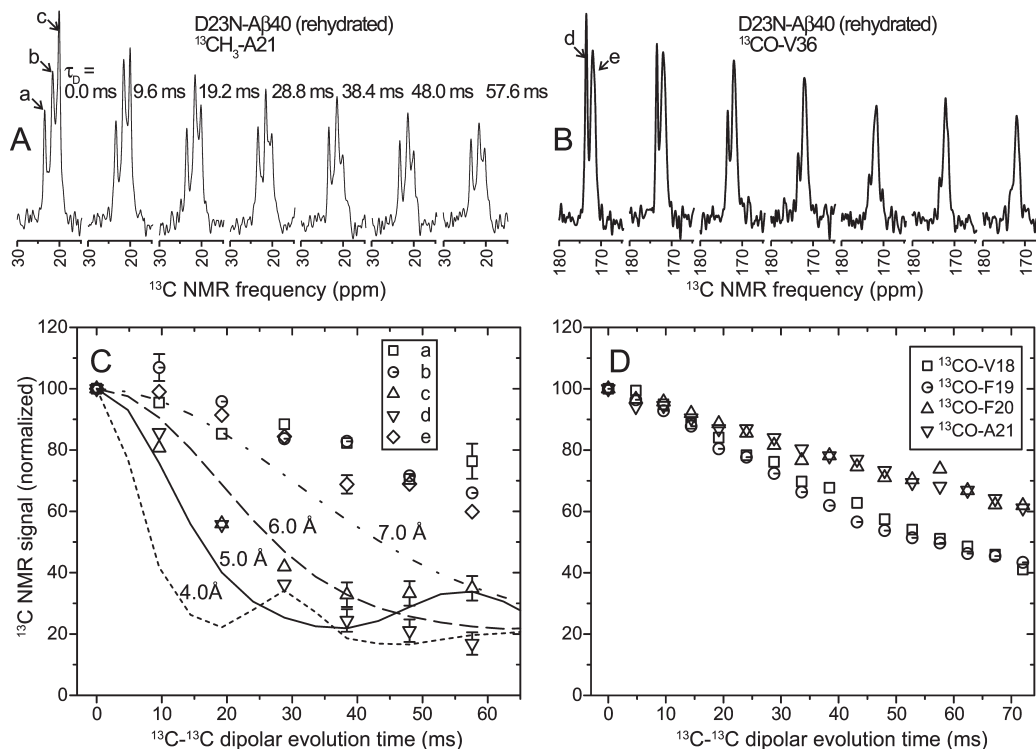 A
c
b
a
D23N-Aβ40 (rehydrated)
¹³CH₃-A21
τ_D =
0.0 ms 9.6 ms 19.2 ms 28.8 ms 38.4 ms 48.0 ms 57.6 ms
30 20 30 20 30 20 30 20 30 20 30 20 30 20
¹³C NMR frequency (ppm)
B
d
e
D23N-Aβ40 (rehydrated)
¹³CO-V36
180 170 180 170 180 170 180 170 180 170 180 170 180 170
¹³C NMR frequency (ppm)
C
¹³C NMR signal (normalized)
120
100
80
60
40
20
0
a
b
c
d
e
7.0 Å
6.0 Å
5.0 Å
4.0 Å
0 10 20 30 40 50 60
¹³C-¹³C dipolar evolution time (ms)
D
120
100
80
60
40
20
0
¹³CO-V18
¹³CO-F19
¹³CO-F20
¹³CO-A21
0 10 20 30 40 50 60 70
¹³C-¹³C dipolar evolution time (ms)